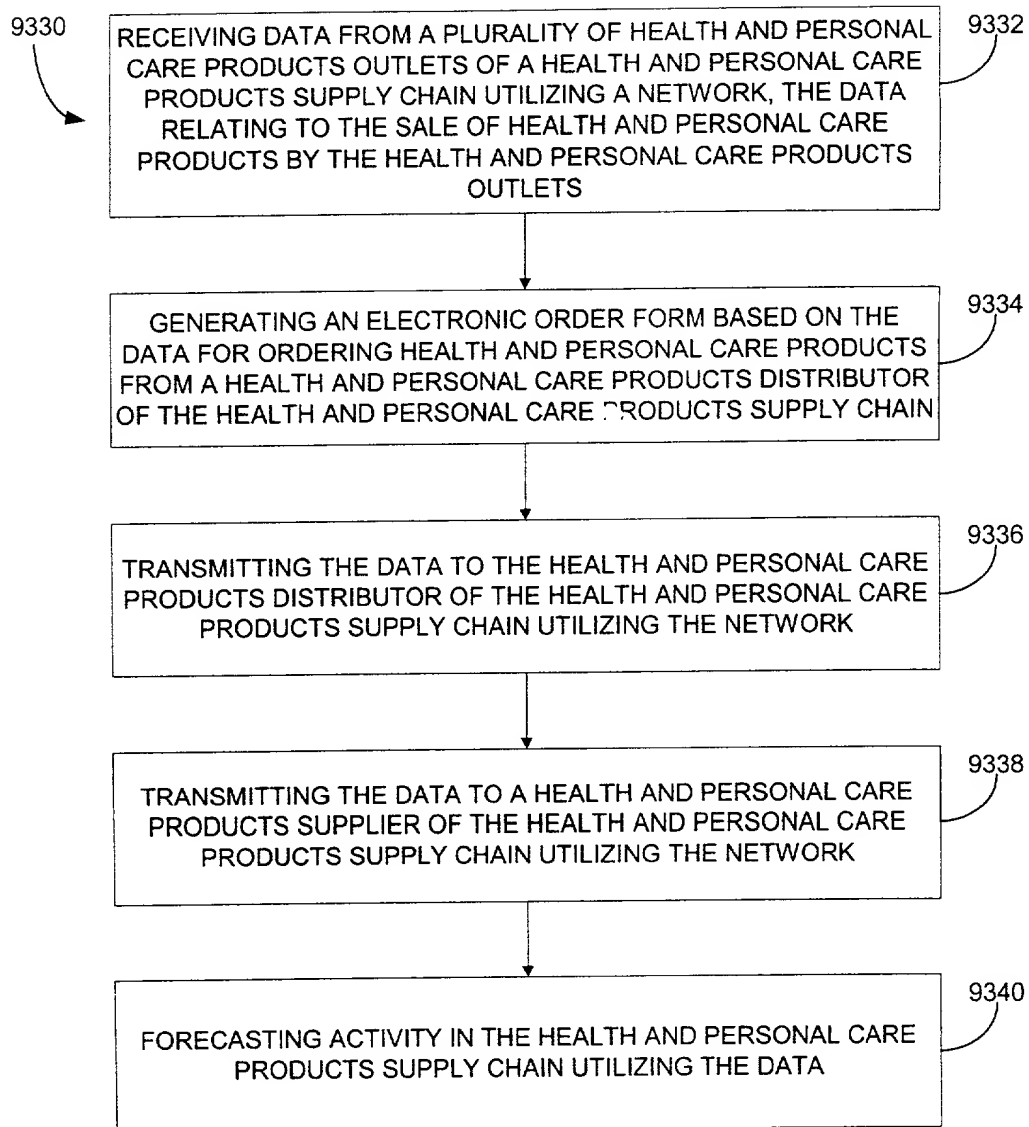 9330
9332
RECEIVING DATA FROM A PLURALITY OF HEALTH AND PERSONAL
CARE PRODUCTS OUTLETS OF A HEALTH AND PERSONAL CARE
PRODUCTS SUPPLY CHAIN UTILIZING A NETWORK, THE DATA
RELATING TO THE SALE OF HEALTH AND PERSONAL CARE
PRODUCTS BY THE HEALTH AND PERSONAL CARE PRODUCTS
OUTLETS
9334
GENERATING AN ELECTRONIC ORDER FORM BASED ON THE
DATA FOR ORDERING HEALTH AND PERSONAL CARE PRODUCTS
FROM A HEALTH AND PERSONAL CARE PRODUCTS DISTRIBUTOR
OF THE HEALTH AND PERSONAL CARE PRODUCTS SUPPLY CHAIN
9336
TRANSMITTING THE DATA TO THE HEALTH AND PERSONAL CARE
PRODUCTS DISTRIBUTOR OF THE HEALTH AND PERSONAL CARE
PRODUCTS SUPPLY CHAIN UTILIZING THE NETWORK
9338
TRANSMITTING THE DATA TO A HEALTH AND PERSONAL CARE
PRODUCTS SUPPLIER OF THE HEALTH AND PERSONAL CARE
PRODUCTS SUPPLY CHAIN UTILIZING THE NETWORK
9340
FORECASTING ACTIVITY IN THE HEALTH AND PERSONAL CARE
PRODUCTS SUPPLY CHAIN UTILIZING THE DATA